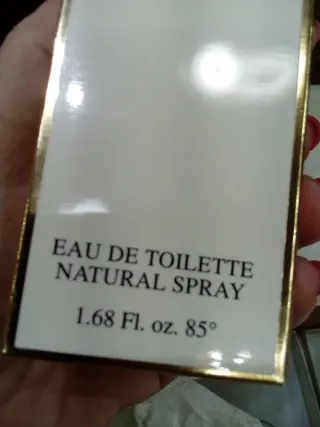 EAU DE TOILETTE
NATURAL SPRAY
1.68 Fl. oz. 85°